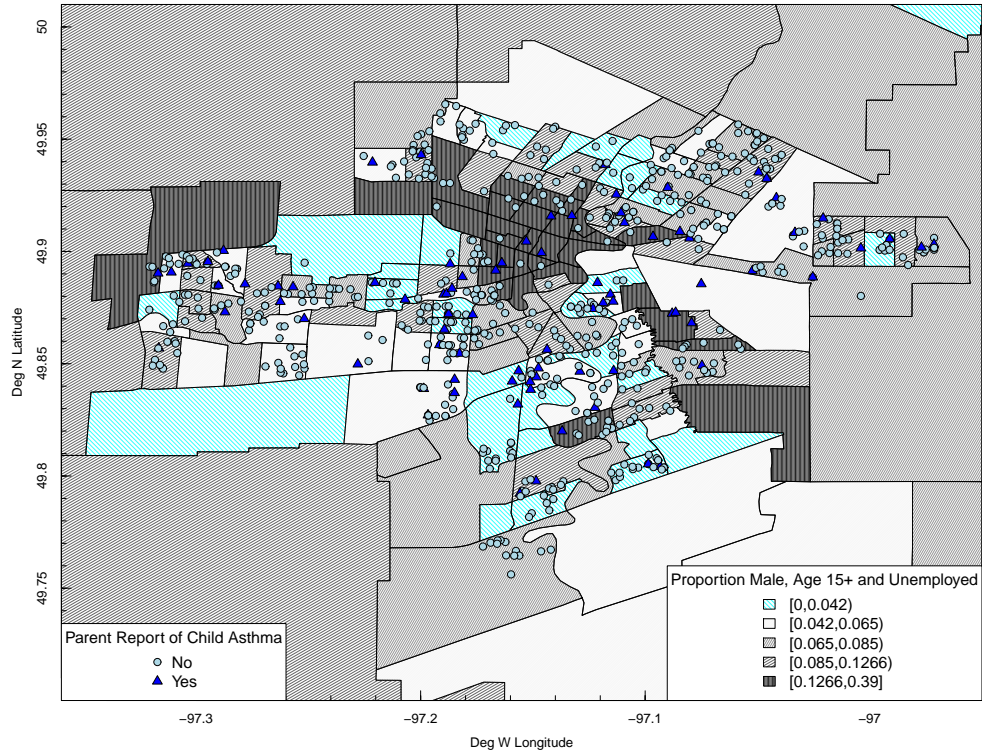 50
49.95
49.9
49.85
49.8
49.75
Deg N Latitude
Parent Report of Child Asthma
No
Yes
Proportion Male, Age 15+ and Unemployed
[0,0.042)
[0.042,0.065)
[0.065,0.085)
[0.085,0.1266)
[0.1266,0.39]
−97.3
−97.2
−97.1
−97
Deg W Longitude